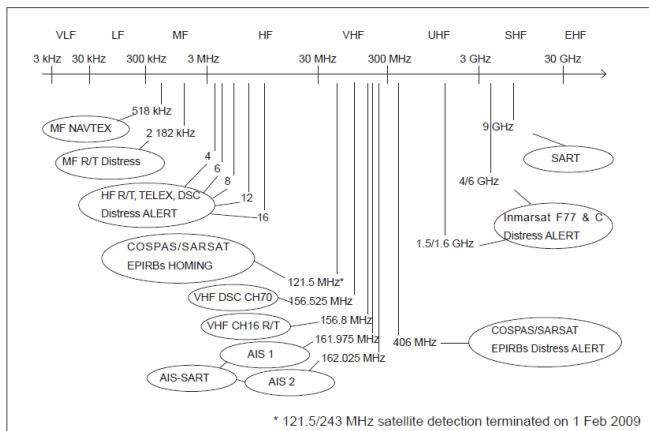 VLF LF MF HF VHF UHF SHF EHF
3 kHz 30 kHz 300 kHz 3 MHz 30 MHz 300 MHz 3 GHz 30 GHz
518 kHz
MF NAVTEX
9 GHz
2 182 kHz
MF R/T Distress
SART
4
6
8
4/6 GHz
HF R/T, TELEX, DSC
Distress ALERT
12
16
Inmarsat F77 & C
Distress ALERT
1.5/1.6 GHz
COSPAS/SARSAT
EPIRBs HOMING
121.5 MHz*
VHF DSC CH70
156.525 MHz
VHF CH16 R/T
156.8 MHz
161.975 MHz
406 MHz
COSPAS/SARSAT
EPIRBs Distress ALERT
AIS 1
162.025 MHz
AIS-SART
AIS 2
* 121.5/243 MHz satellite detection terminated on 1 Feb 2009